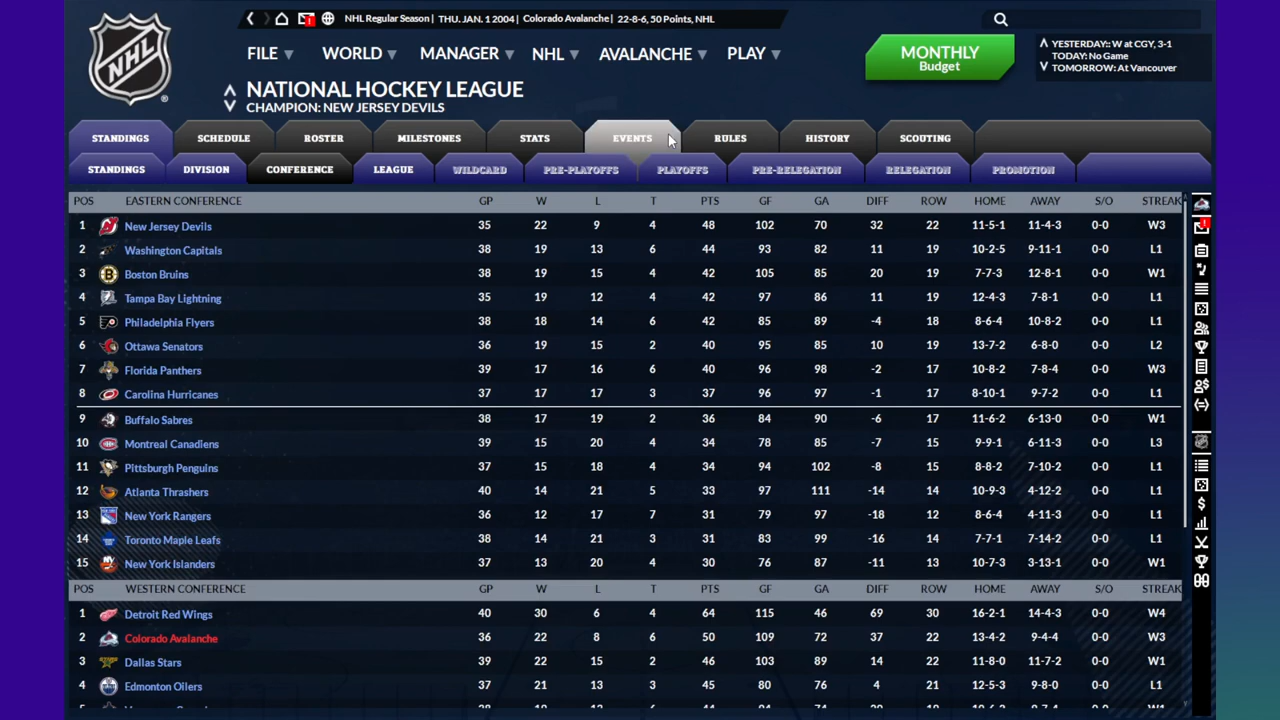 NHL Regular Season | THU. JAN. 1 2004 | Colorado Avalanche | 22-8-6, 50 Points, NHL
FILE WORLD MANAGER NHL AVALANCHE PLAY
MONTHLY
Budget
YESTERDAY:: W at CGY, 3-1
TODAY: No Game
TOMORROW: At Vancouver
NHL
NATIONAL HOCKEY LEAGUE
CHAMPION: NEW JERSEY DEVILS
STANDINGS SCHEDULE ROSTER MILESTONES STATS EVENTS RULES HISTORY SCOUTING
STANDINGS DIVISION CONFERENCE LEAGUE WILDCARD PRE-PLAYOFFS PLAYOFFS PRE-RELEGATION RELEGATION PROMOTION
POS EASTERN CONFERENCE GP W L T PTS GF GA DIFF ROW HOME AWAY S/O STREAK
1 New Jersey Devils 35 22 9 4 48 102 70 32 22 11-5-1 11-4-3 0-0 W3
2 Washington Capitals 38 19 13 6 44 93 82 11 19 10-2-5 9-11-1 0-0 L1
3 Boston Bruins 38 19 15 4 42 105 85 20 19 7-7-3 12-8-1 0-0 W1
4 Tampa Bay Lightning 35 19 12 4 42 97 86 11 19 12-4-3 7-8-1 0-0 L1
5 Philadelphia Flyers 38 18 14 6 42 85 89 -4 18 8-6-4 10-8-2 0-0 L1
6 Ottawa Senators 36 19 15 2 40 95 85 10 19 13-7-2 6-8-0 0-0 L2
7 Florida Panthers 39 17 16 6 40 96 98 -2 17 10-8-2 7-8-4 0-0 W3
8 Carolina Hurricanes 37 17 17 3 37 96 97 -1 17 8-10-1 9-7-2 0-0 L1
9 Buffalo Sabres 38 17 19 2 36 84 90 -6 17 11-6-2 6-13-0 0-0 W1
10 Montreal Canadiens 39 15 20 4 34 78 85 -7 15 9-9-1 6-11-3 0-0 L3
11 Pittsburgh Penguins 37 15 18 4 34 94 102 -8 15 8-8-2 7-10-2 0-0 L1
12 Atlanta Thrashers 40 14 21 5 33 97 111 -14 14 10-9-3 4-12-2 0-0 L1
13 New York Rangers 36 12 17 7 31 79 97 -18 12 8-6-4 4-11-3 0-0 L1
14 Toronto Maple Leafs 38 14 21 3 31 83 99 -16 14 7-7-1 7-14-2 0-0 L1
15 New York Islanders 37 13 20 4 30 76 87 -11 13 10-7-3 3-13-1 0-0 W1
POS WESTERN CONFERENCE GP W L T PTS GF GA DIFF ROW HOME AWAY S/O STREAK
1 Detroit Red Wings 40 30 6 4 64 115 46 69 30 16-2-1 14-4-3 0-0 W4
2 Colorado Avalanche 36 22 8 6 50 109 72 37 22 13-4-2 9-4-4 0-0 W3
3 Dallas Stars 39 22 15 2 46 103 89 14 22 11-8-0 11-7-2 0-0 W1
4 Edmonton Oilers 37 21 13 3 45 80 76 4 21 12-5-3 9-8-0 0-0 L1